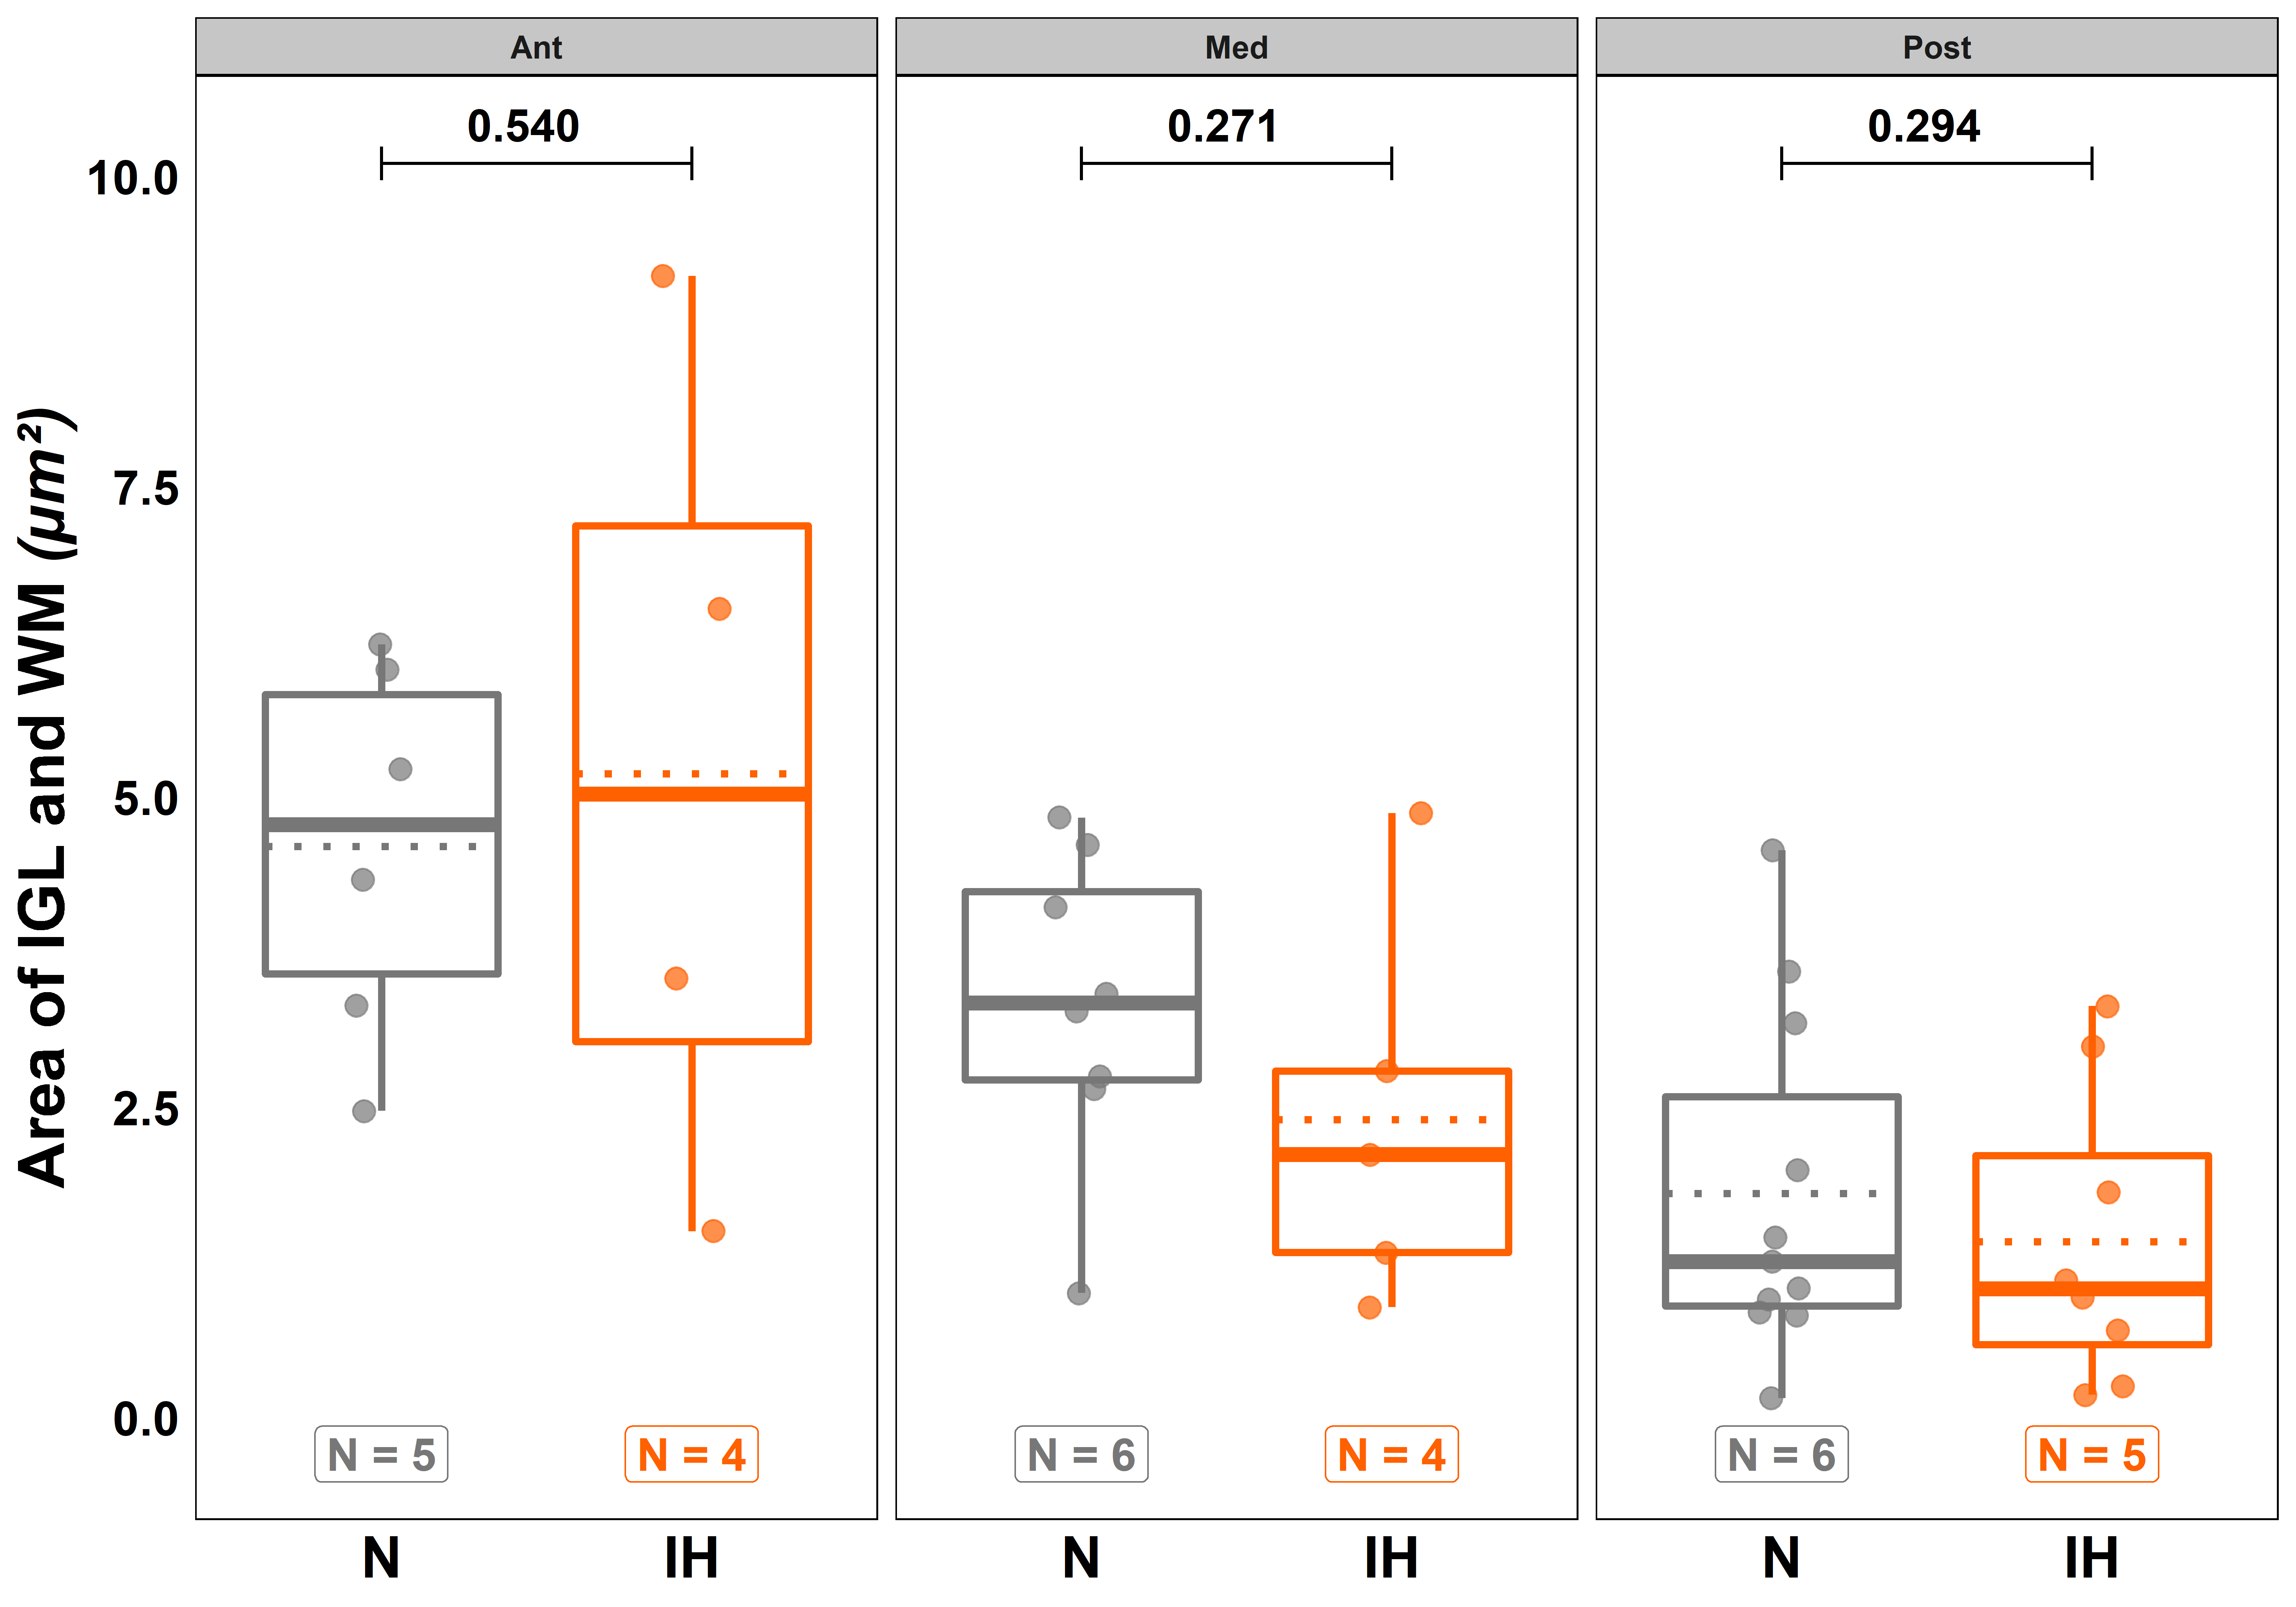 Ant
Med
Post
0.540
0.271
0.294
10.0
7.5
5.0
2.5
0.0
Area of IGL and WM (µm²)
N = 5
N = 4
N = 6
N = 4
N = 6
N = 5
N
IH
N
IH
N
IH